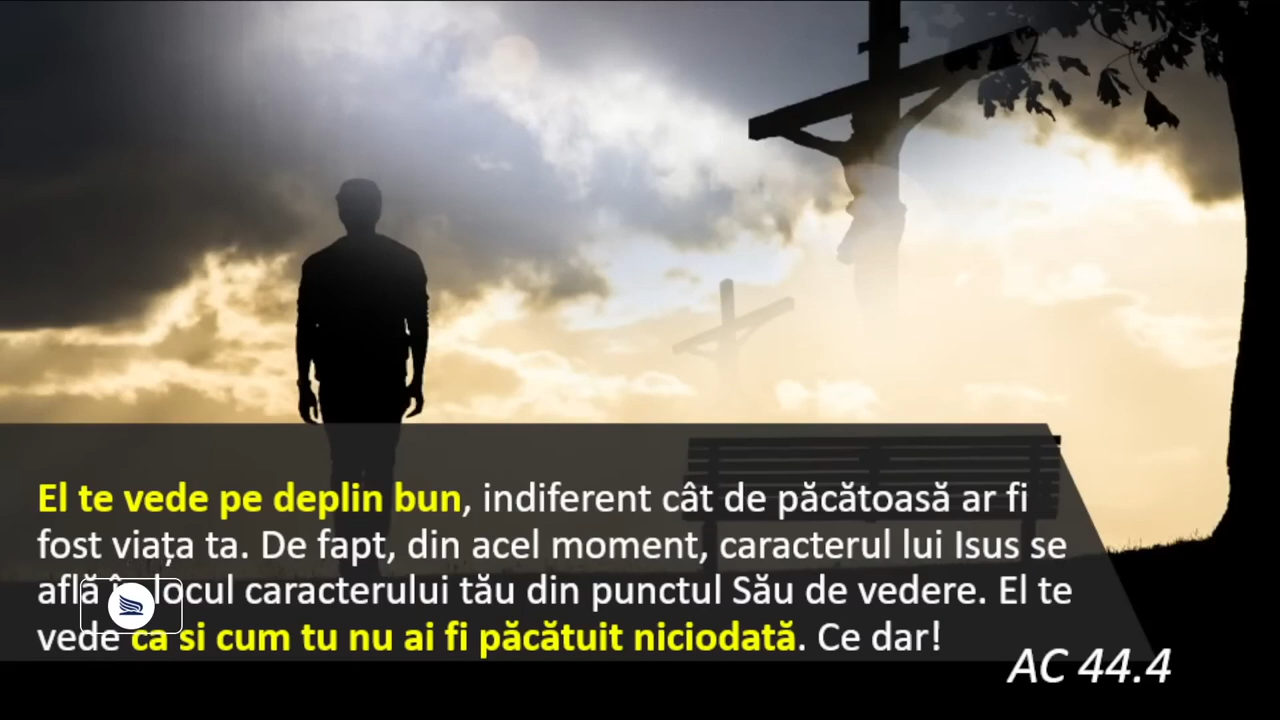 El te vede pe deplin bun, indiferent cât de păcătoasă ar fi
fost viața ta. De fapt, din acel moment, caracterul lui Isus se
află locul caracterului tău din punctul Său de vedere. El te
vede ca si cum tu nu ai fi păcătuit niciodată. Ce dar!
AC 44.4